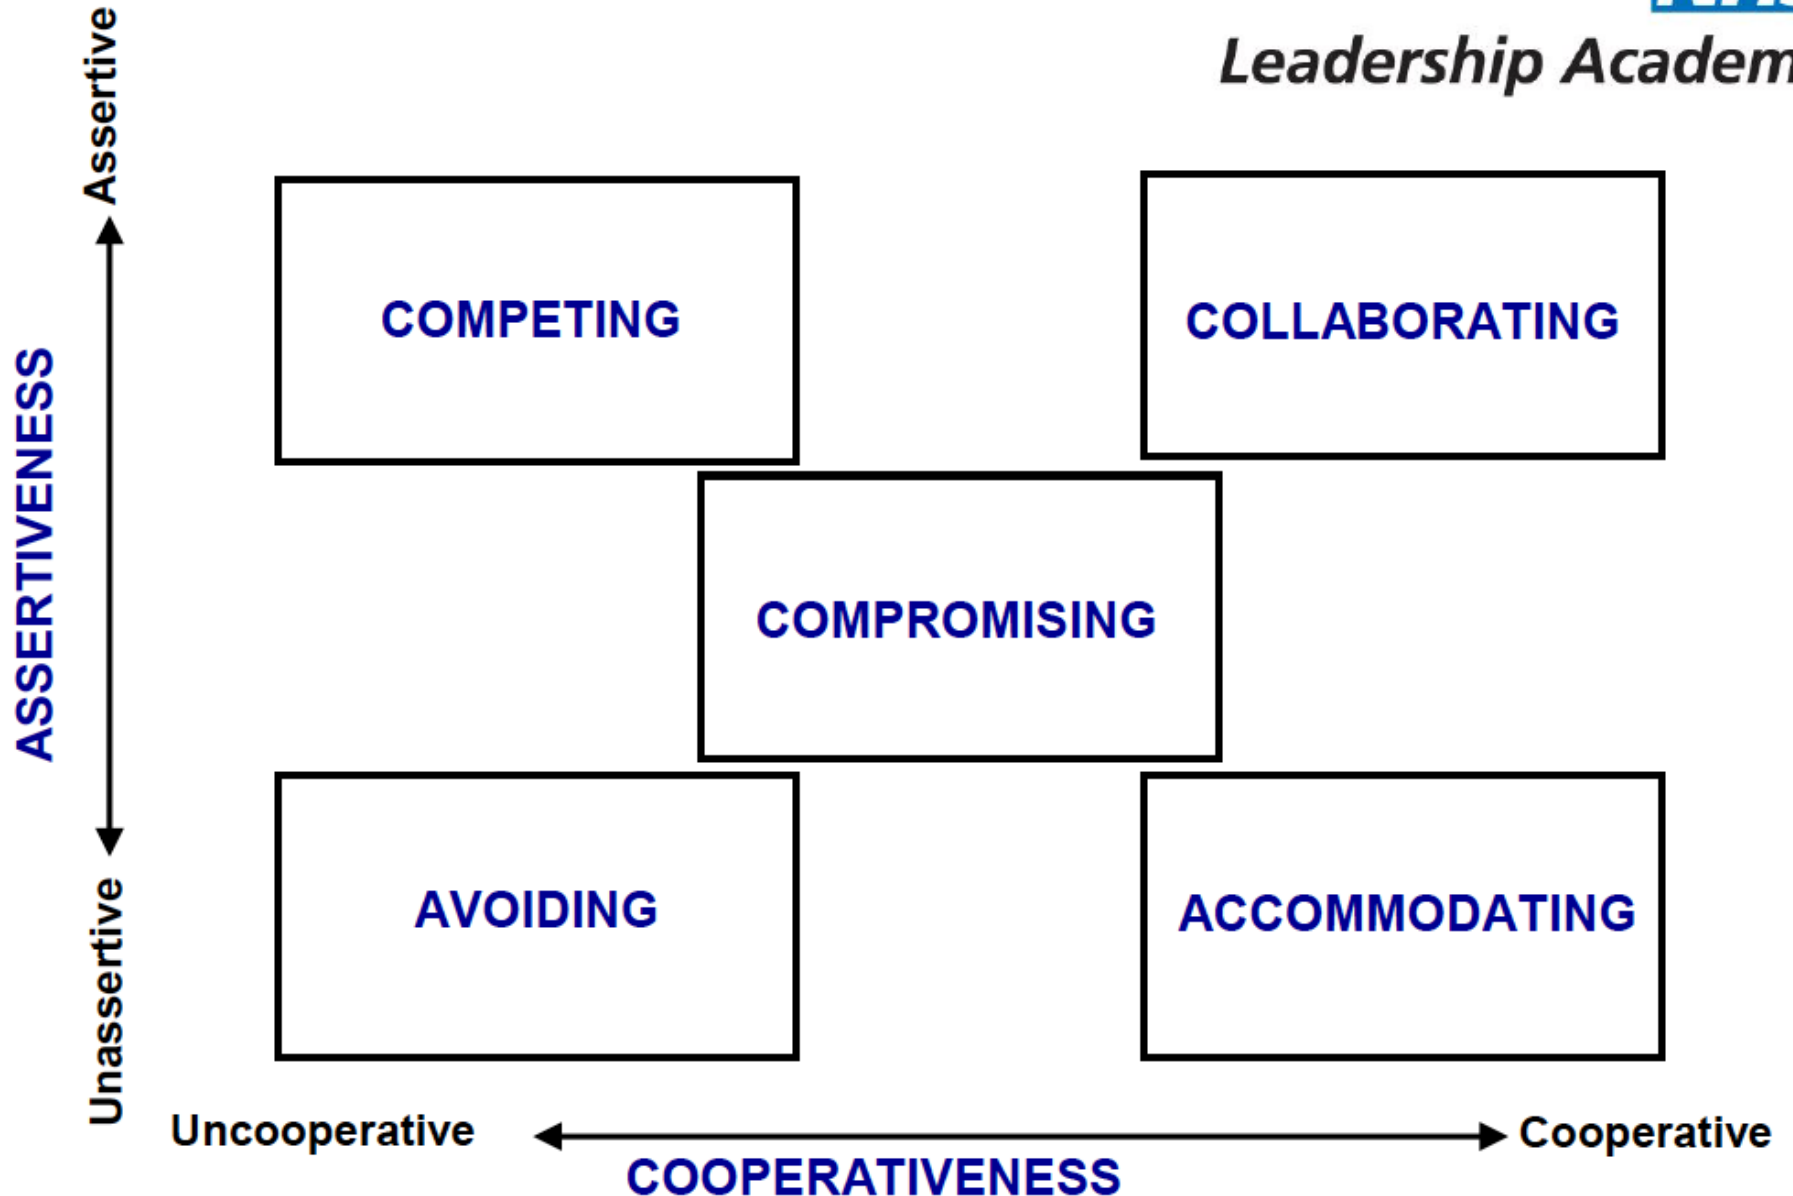 Leadership Academ
Assertive
COMPETING
COLLABORATING
ASSERTIVENESS
COMPROMISING
AVOIDING
ACCOMMODATING
Unassertive
Uncooperative
Cooperative
COOPERATIVENESS